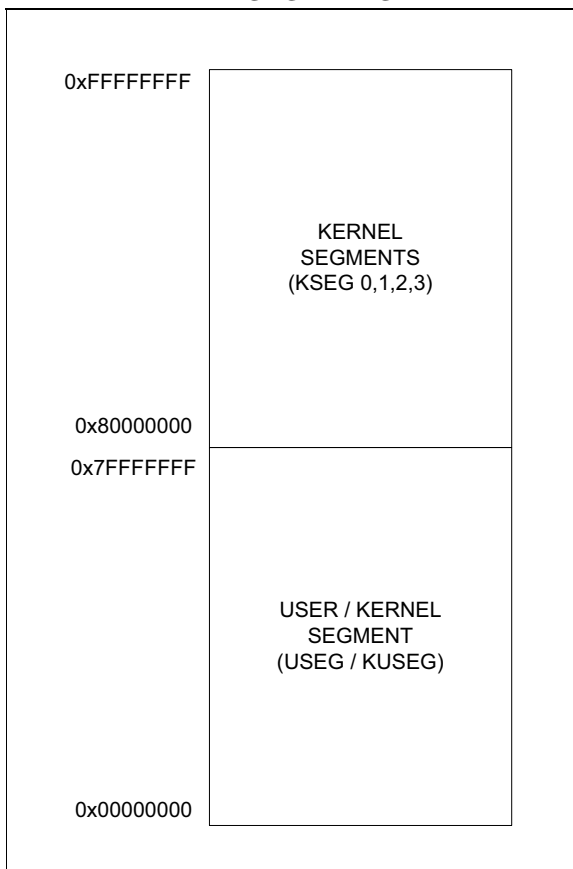 0xFFFFFFFF
KERNEL
SEGMENTS
(KSEG 0,1,2,3)
0x80000000
0x7FFFFFFF
USER / KERNEL
SEGMENT
(USEG / KUSEG)
0x00000000